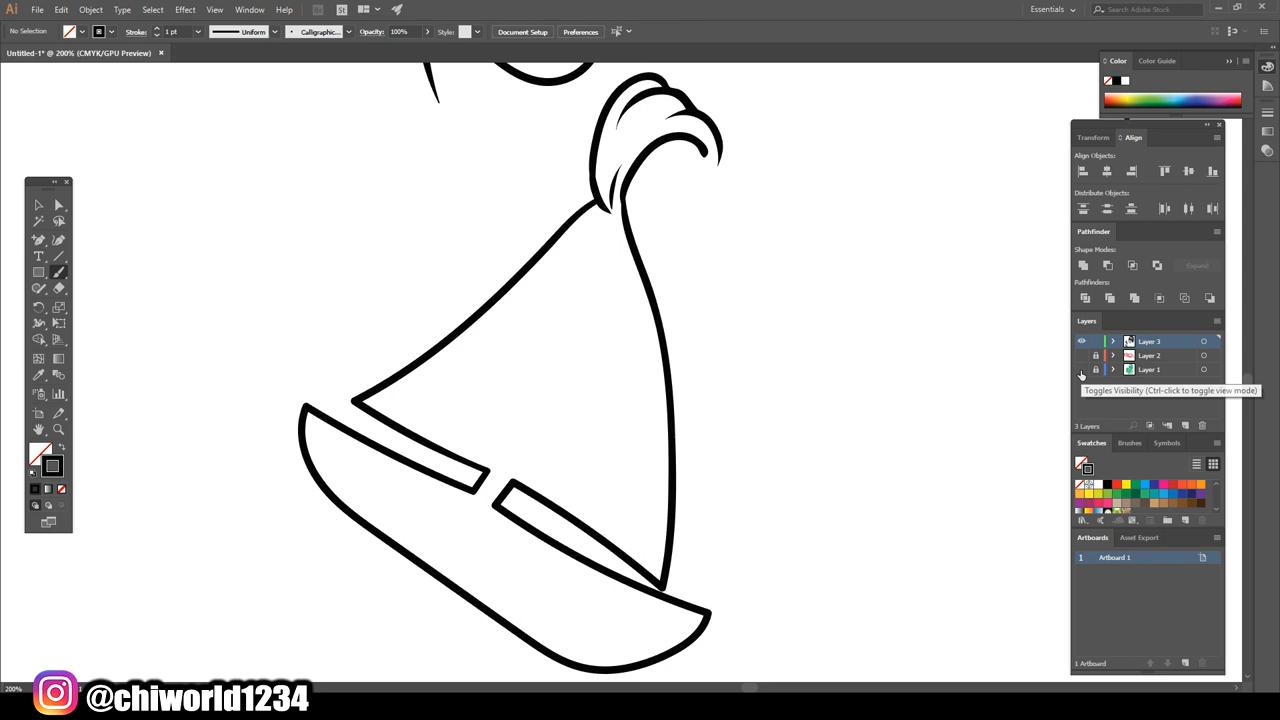 Ai File Edit Object Type Select Effect View Window Help Br St Essentials Search Adobe Stock
No Selection Stroke: 1 pt Uniform Calligraphic... Opacity: 100% Style: Document Setup Preferences
Untitled-1* @ 200% (CMYK/GPU Preview) ×
Color Color Guide
Transform Align
Align Objects:
Distribute Objects:
Pathfinder
Shape Modes:
Expand
Pathfinders:
Layers
Layer 3
Layer 2
Layer 1
Toggles Visibility (Ctrl-click to toggle view mode)
3 Layers
Swatches Brushes Symbols
Artboards Asset Export
1 Artboard 1
1 Artboard
200%
@chiworld1234